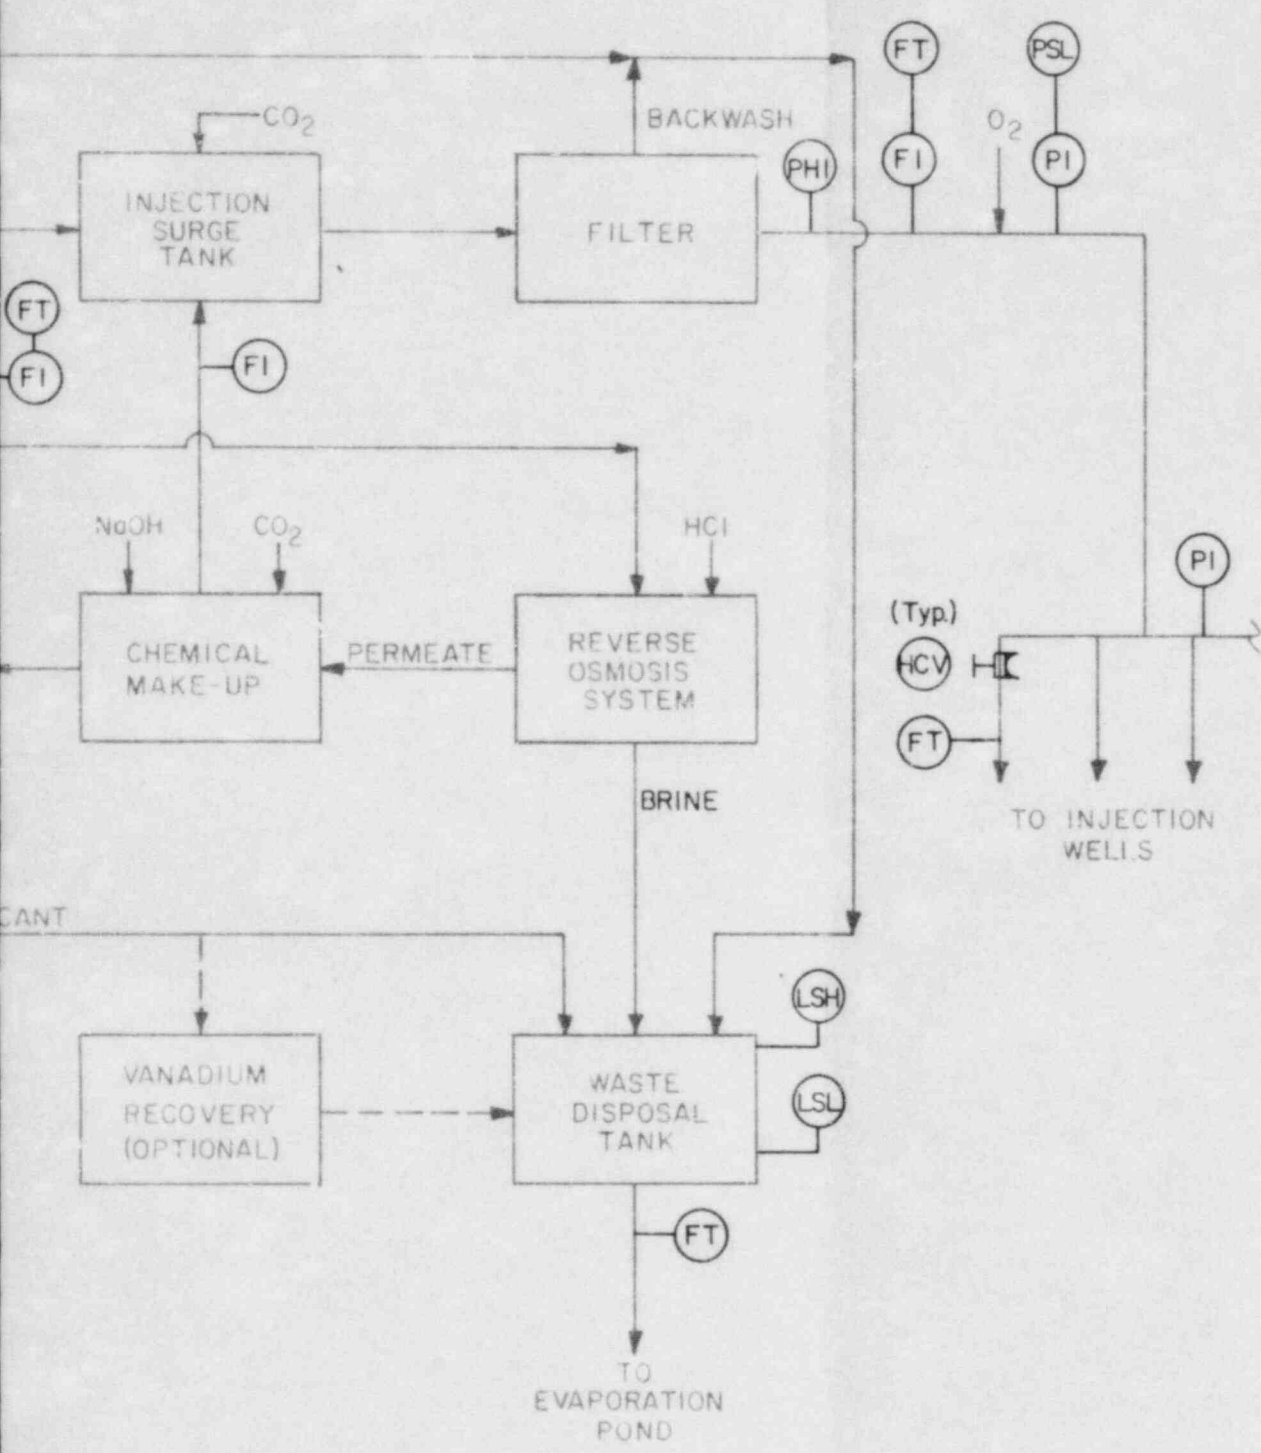 FT
PSL
CO2
BACKWASH
O2
PHI
FI
PI
INJECTION
SURGE
TANK
FILTER
FT
FI
FI
NaOH
CO2
HCl
PI
(Typ.)
HCV
CHEMICAL
MAKE-UP
PERMEATE
REVERSE
OSMOSIS
SYSTEM
FT
BRINE
TO INJECTION
WELLS
CANT
LSH
VANADIUM
RECOVERY
(OPTIONAL)
WASTE
DISPOSAL
TANK
LSL
FT
TO
EVAPORATION
POND